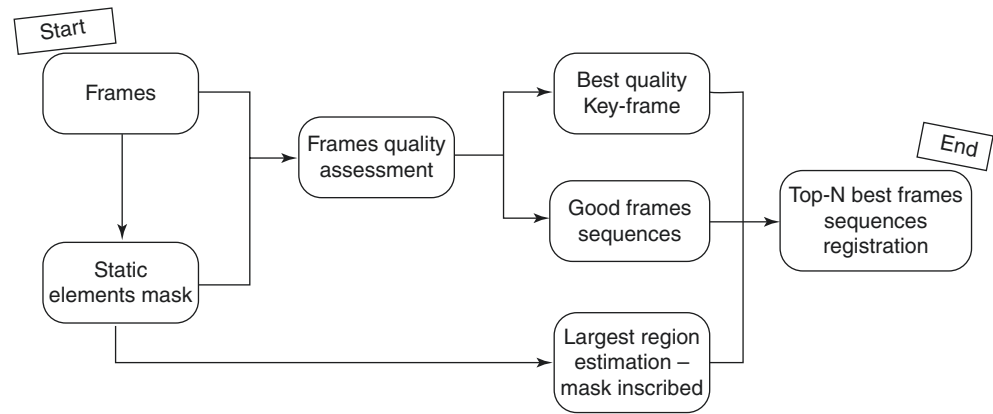 Start
Frames
Static
elements mask
Frames quality
assessment
Best quality
Key-frame
Good frames
sequences
Largest region
estimation –
mask inscribed
End
Top-N best frames
sequences
registration